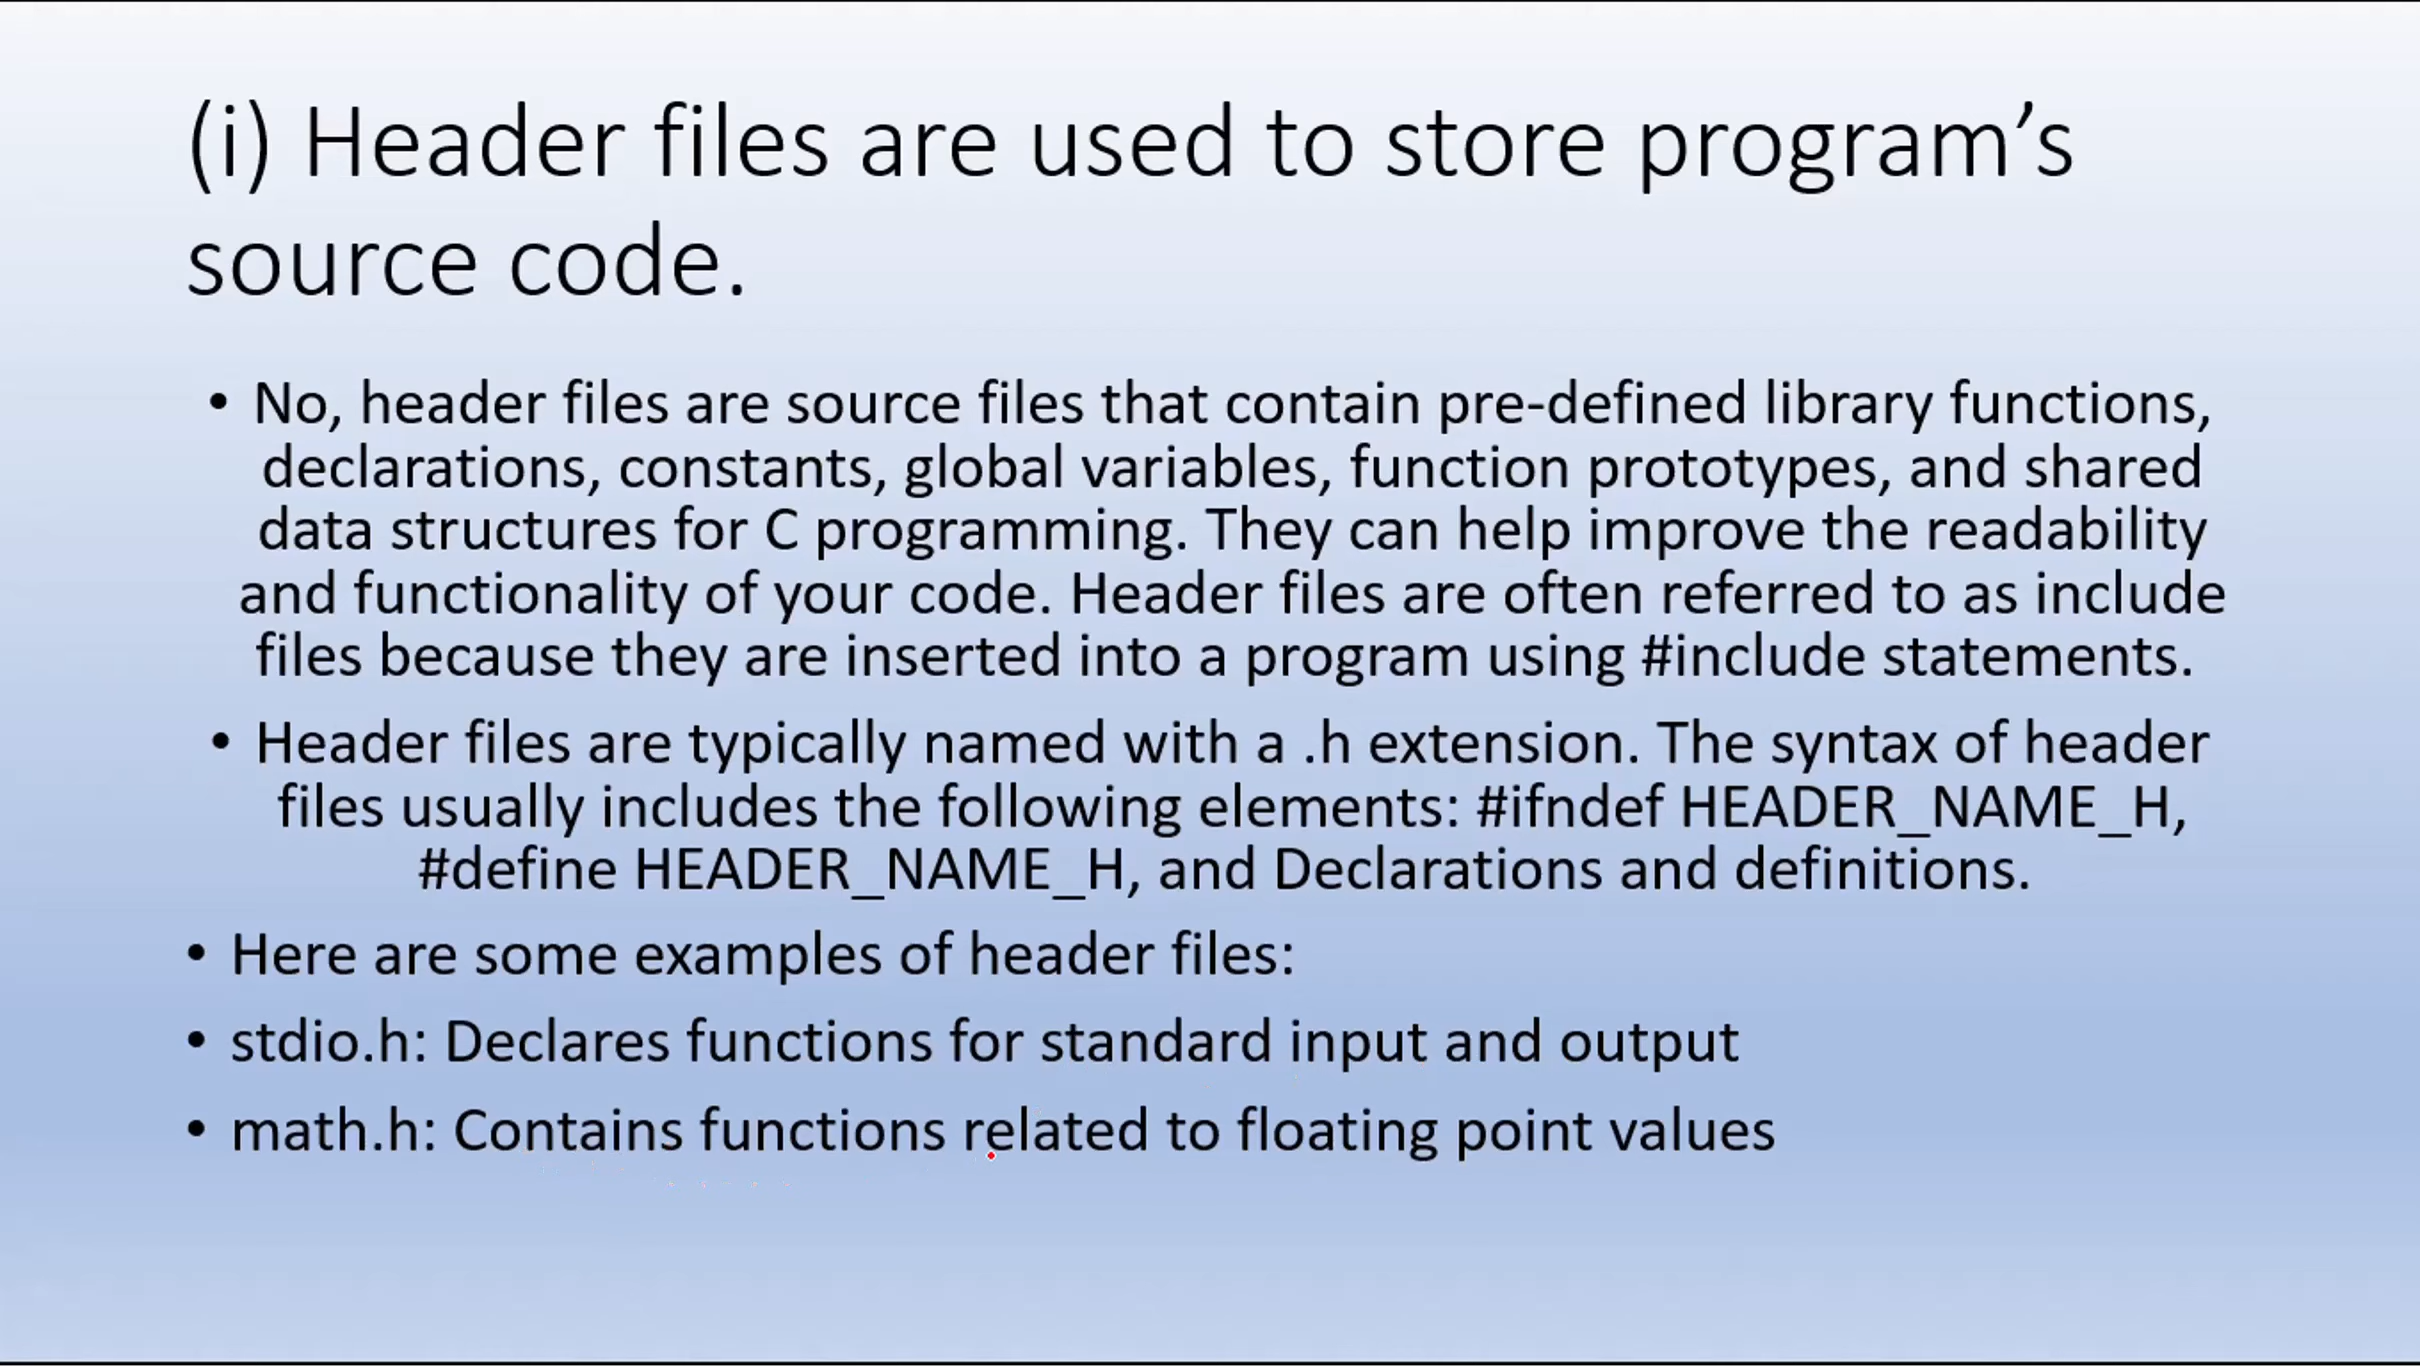 (i) Header files are used to store program’s
source code.
• No, header files are source files that contain pre-defined library functions,
declarations, constants, global variables, function prototypes, and shared
data structures for C programming. They can help improve the readability
and functionality of your code. Header files are often referred to as include
files because they are inserted into a program using #include statements.
• Header files are typically named with a .h extension. The syntax of header
files usually includes the following elements: #ifndef HEADER_NAME_H,
#define HEADER_NAME_H, and Declarations and definitions.
• Here are some examples of header files:
• stdio.h: Declares functions for standard input and output
• math.h: Contains functions related to floating point values